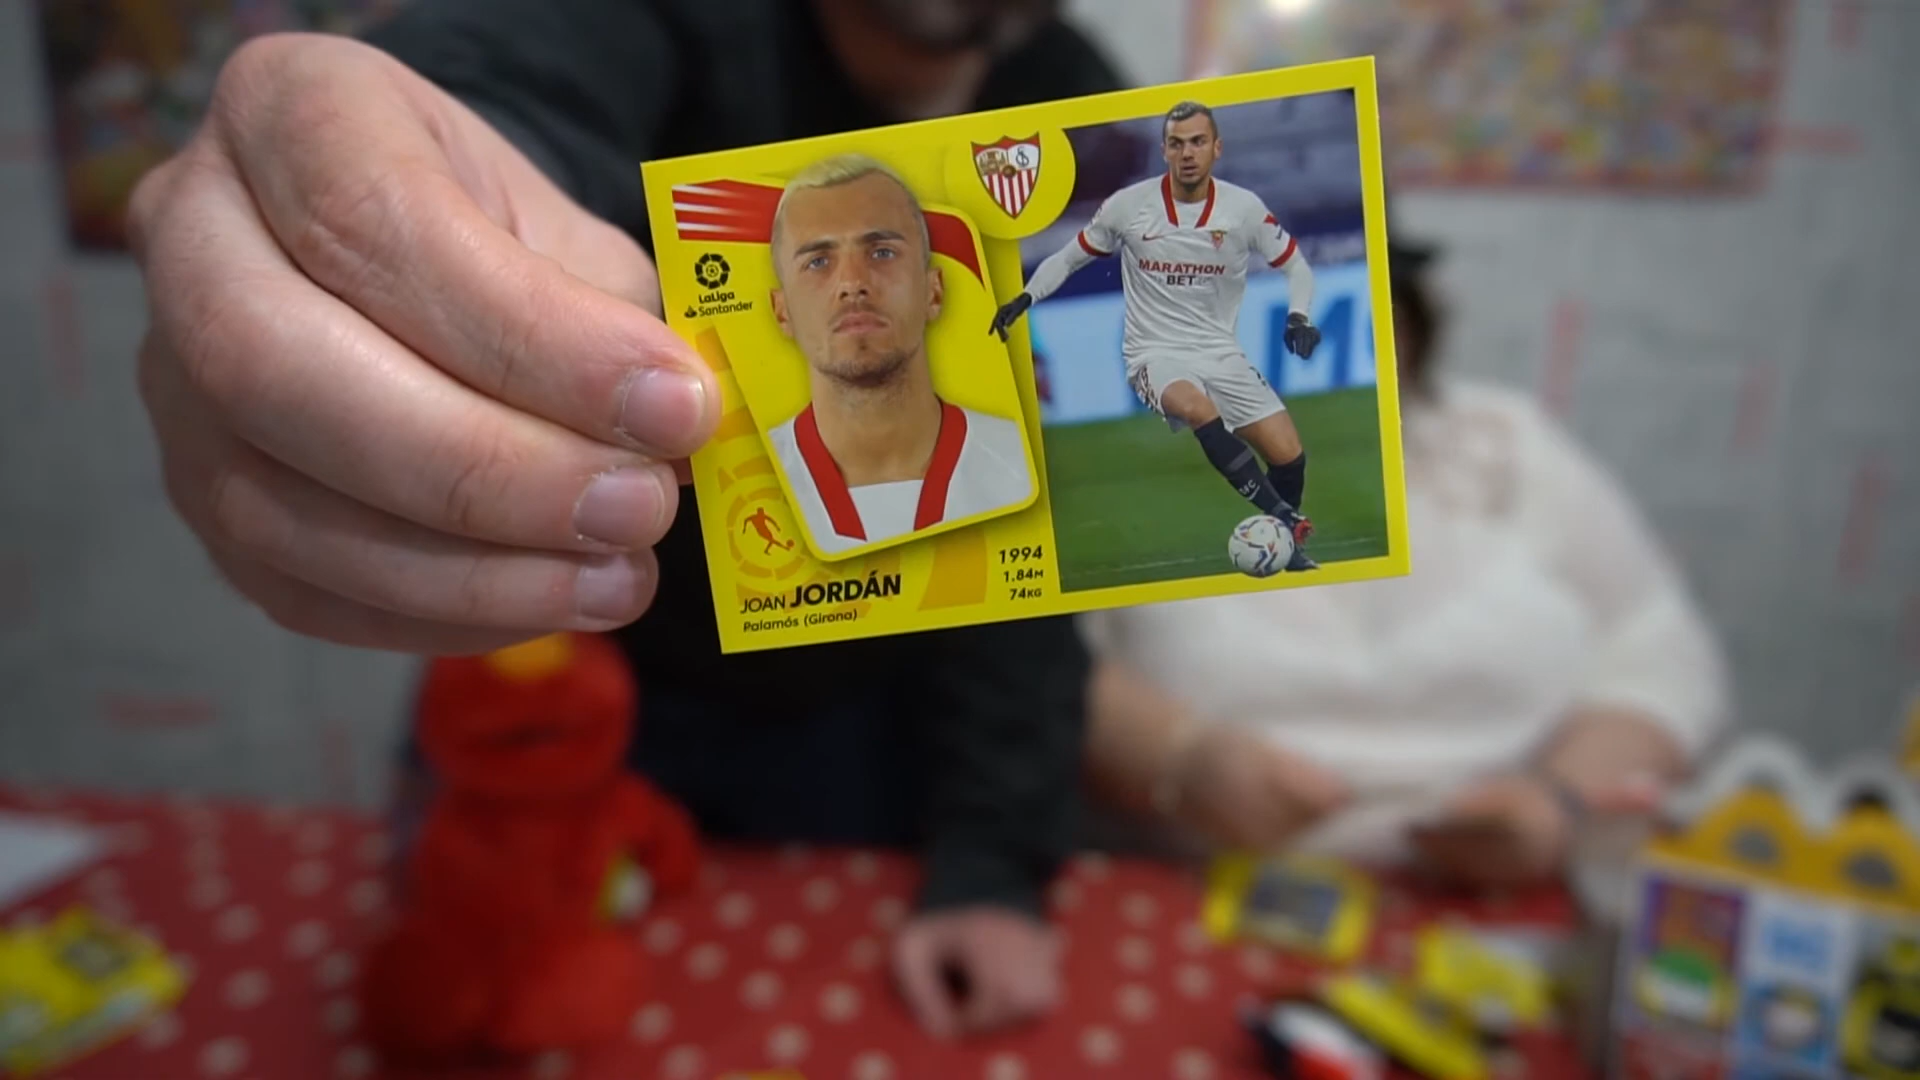 LaLiga
Santander
MARATHON
BET
JOAN JORDÁN
Palamós (Girona)
1994
1.84M
74KG